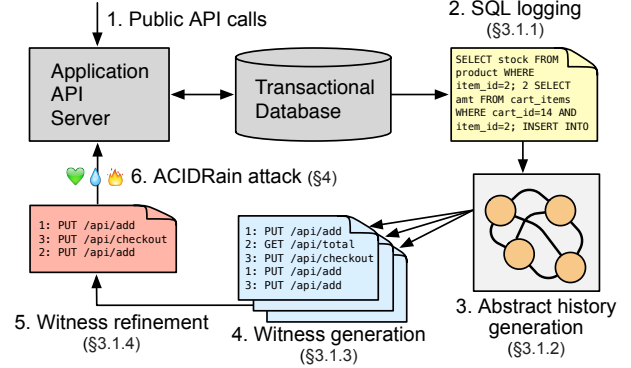 1. Public API calls
2. SQL logging
(§3.1.1)
Application
API
Server
Transactional
Database
SELECT stock FROM
product WHERE
item_id=2; 2 SELECT
amt FROM cart_items
WHERE cart_id=14 AND
item_id=2; INSERT INTO
6. ACIDRain attack (§4)
1: PUT /api/add
3: PUT /api/checkout
2: PUT /api/add
1: PUT /api/add
2: GET /api/total
3: PUT /api/checkout
1: PUT /api/add
3: PUT /api/add
5. Witness refinement
(§3.1.4)
4. Witness generation
(§3.1.3)
3. Abstract history
generation
(§3.1.2)